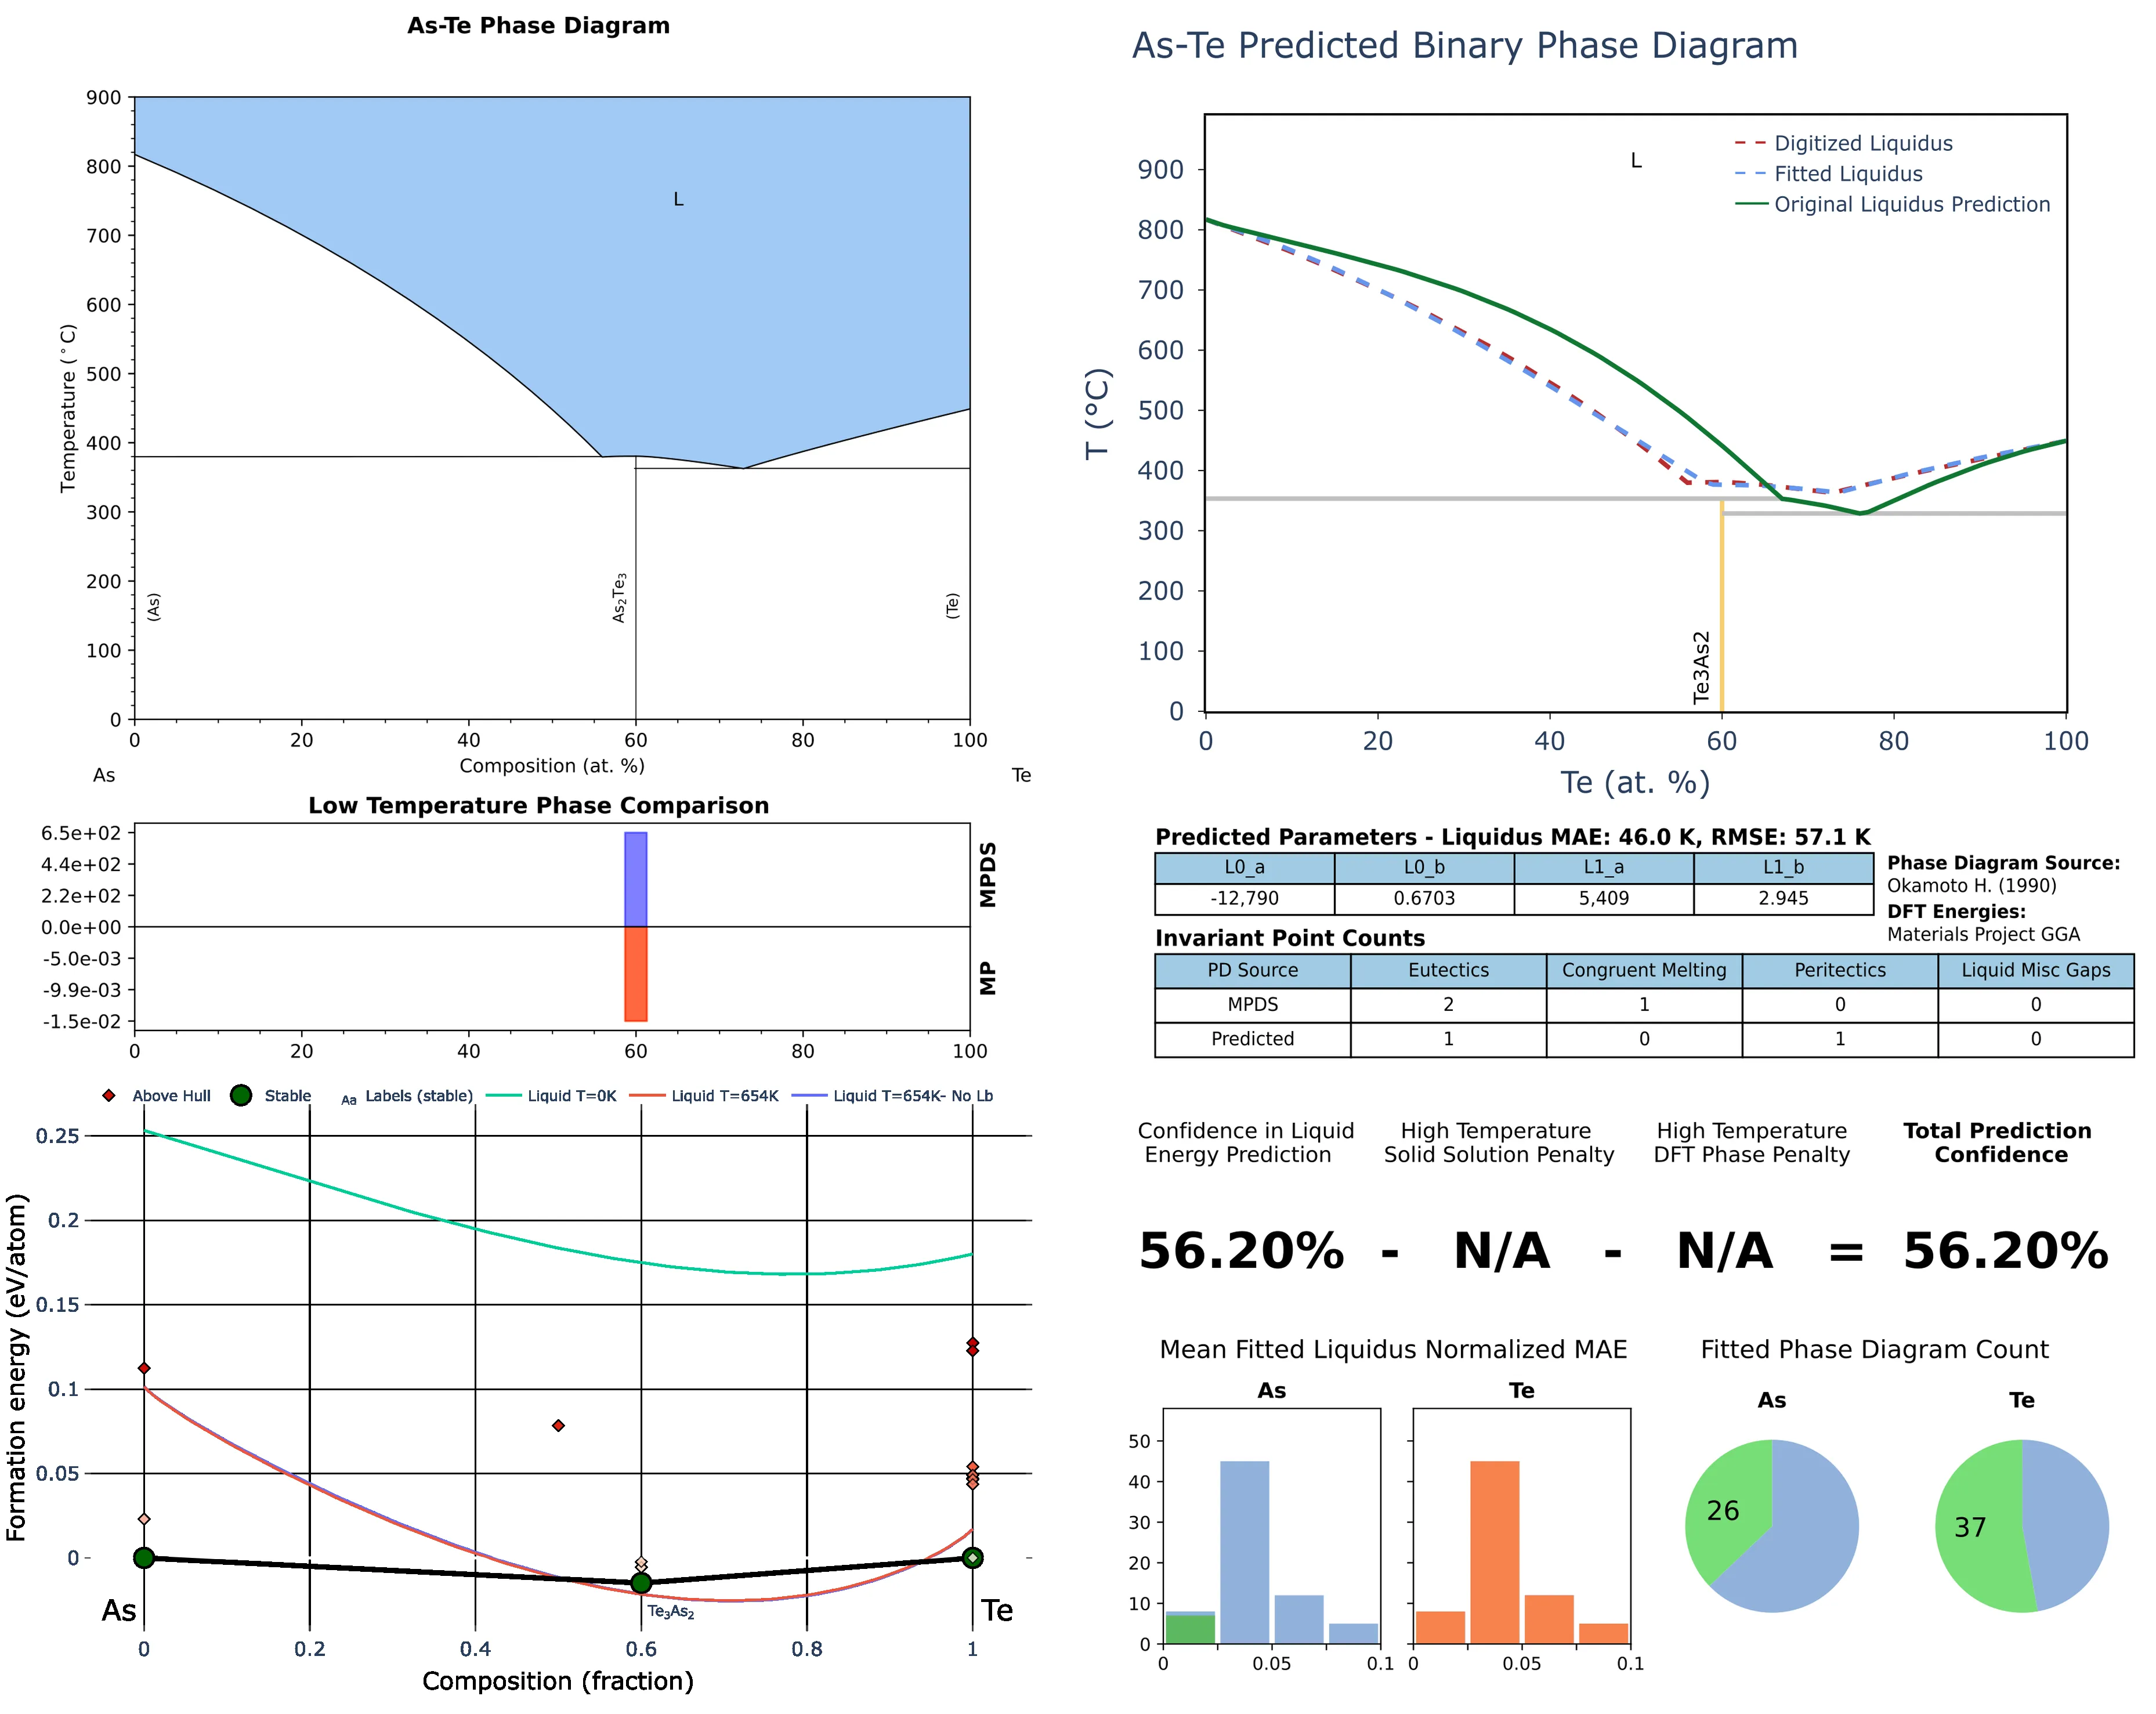 As-Te Phase Diagram
900
800
700
600
500
400
300
200
100
0
Temperature (°C)
L
(As)
As2Te3
(Te)
0 20 40 60 80 100
Composition (at. %)
As Te
Low Temperature Phase Comparison
6.5e+02
4.4e+02
2.2e+02
0.0e+00
-5.0e-03
-9.9e-03
-1.5e-02
MPDS
MP
0 20 40 60 80 100
Above Hull Stable Aa Labels (stable) Liquid T=0K Liquid T=654K Liquid T=654K- No Lb
0.25
0.2
0.15
0.1
0.05
0
Formation energy (eV/atom)
As Te
Te3As2
0 0.2 0.4 0.6 0.8 1
Composition (fraction)
As-Te Predicted Binary Phase Diagram
L
Digitized Liquidus
Fitted Liquidus
Original Liquidus Prediction
900
800
700
600
500
400
300
200
100
0
T (°C)
Te3As2
0 20 40 60 80 100
Te (at. %)
Predicted Parameters - Liquidus MAE: 46.0 K, RMSE: 57.1 K
L0_a L0_b L1_a L1_b
-12,790 0.6703 5,409 2.945
Phase Diagram Source:
Okamoto H. (1990)
DFT Energies:
Materials Project GGA
Invariant Point Counts
PD Source Eutectics Congruent Melting Peritectics Liquid Misc Gaps
MPDS 2 1 0 0
Predicted 1 0 1 0
Confidence in Liquid
Energy Prediction
High Temperature
Solid Solution Penalty
High Temperature
DFT Phase Penalty
Total Prediction
Confidence
56.20% - N/A - N/A = 56.20%
Mean Fitted Liquidus Normalized MAE
As Te
50
40
30
20
10
0
0 0.05 0.1 0 0.05 0.1
Fitted Phase Diagram Count
As Te
26 37